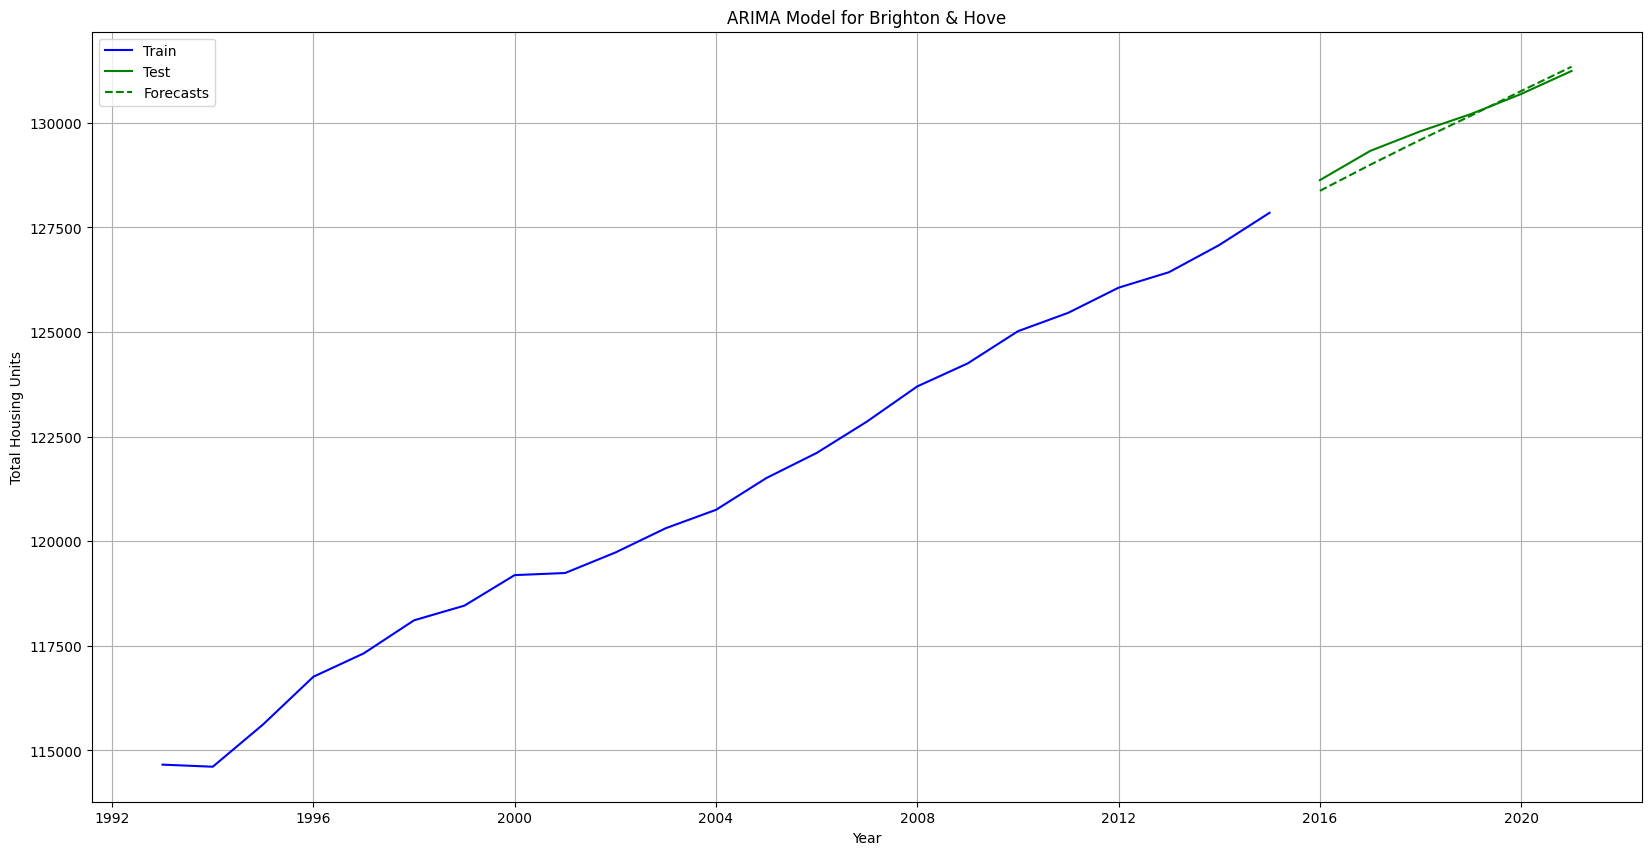 ARIMA Model for Brighton & Hove
Train
Test
Forecasts
130000
127500
125000
122500
120000
117500
115000
Total Housing Units
1992 1996 2000 2004 2008 2012 2016 2020
Year